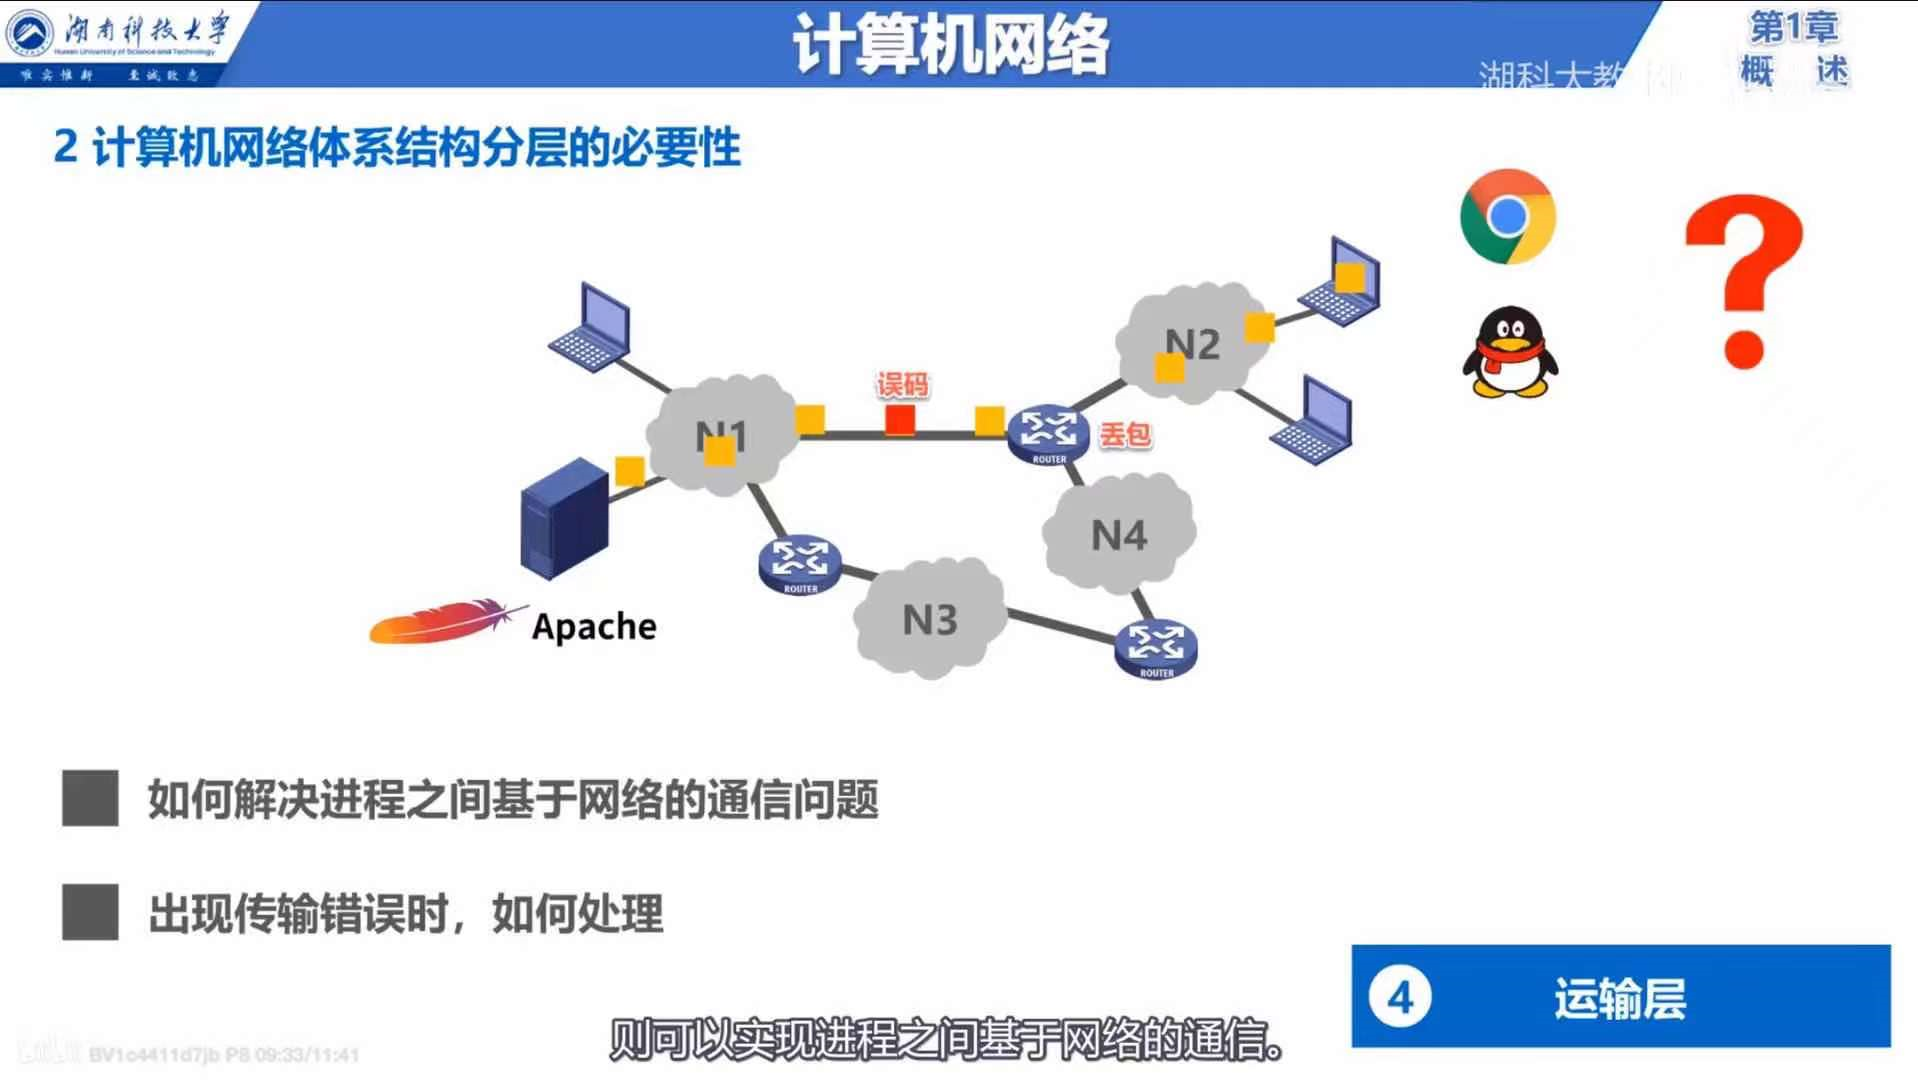 湖南科技大学
Hunan University of Science and Technology
唯实惟新 至诚致志
计算机网络
第1章
概 述
湖科大教
2 计算机网络体系结构分层的必要性
N2
误码
N1
丢包
ROUTER
N4
ROUTER
N3
Apache
ROUTER
如何解决进程之间基于网络的通信问题
出现传输错误时，如何处理
4 运输层
则可以实现进程之间基于网络的通信。
BV1c4411d7jb P8 09:33/11:41